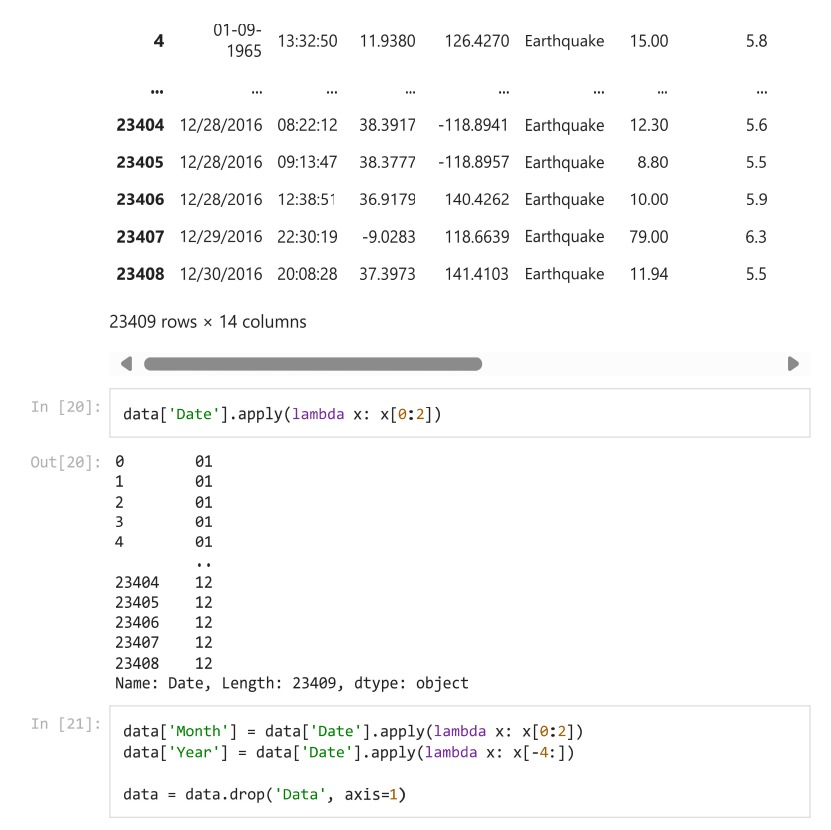 4 01-09-1965 13:32:50 11.9380 126.4270 Earthquake 15.00 5.8
... ... ... ... ... ... ... ...
23404 12/28/2016 08:22:12 38.3917 -118.8941 Earthquake 12.30 5.6
23405 12/28/2016 09:13:47 38.3777 -118.8957 Earthquake 8.80 5.5
23406 12/28/2016 12:38:51 36.9179 140.4262 Earthquake 10.00 5.9
23407 12/29/2016 22:30:19 -9.0283 118.6639 Earthquake 79.00 6.3
23408 12/30/2016 20:08:28 37.3973 141.4103 Earthquake 11.94 5.5
23409 rows × 14 columns
In [20]: data['Date'].apply(lambda x: x[0:2])
Out[20]: 0 01
1 01
2 01
3 01
4 01
..
23404 12
23405 12
23406 12
23407 12
23408 12
Name: Date, Length: 23409, dtype: object
In [21]: data['Month'] = data['Date'].apply(lambda x: x[0:2])
data['Year'] = data['Date'].apply(lambda x: x[-4:])
data = data.drop('Data', axis=1)